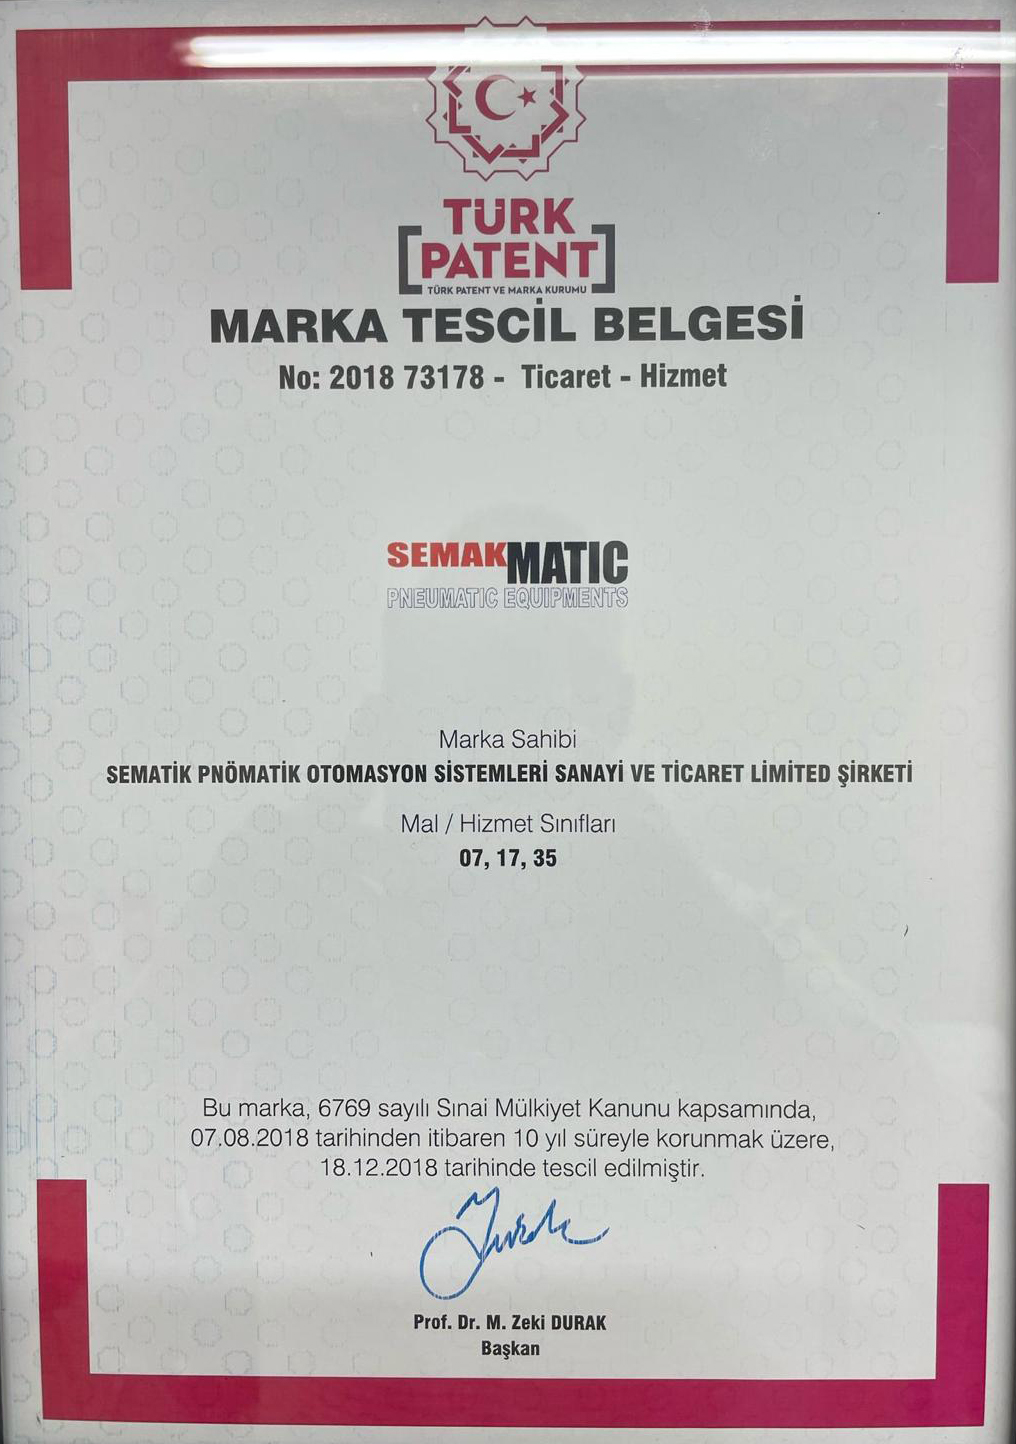 TÜRK
PATENT
TÜRK PATENT VE MARKA KURUMU
MARKA TESCİL BELGESİ
No: 2018 73178 - Ticaret - Hizmet
SEMAKMATIC
PNEUMATIC EQUIPMENTS
Marka Sahibi
SEMATİK PNÖMATİK OTOMASYON SİSTEMLERİ SANAYİ VE TİCARET LİMİTED ŞİRKETİ
Mal / Hizmet Sınıfları
07, 17, 35
Bu marka, 6769 sayılı Sınai Mülkiyet Kanunu kapsamında,
07.08.2018 tarihinden itibaren 10 yıl süreyle korunmak üzere,
18.12.2018 tarihinde tescil edilmiştir.
Prof. Dr. M. Zeki DURAK
Başkan